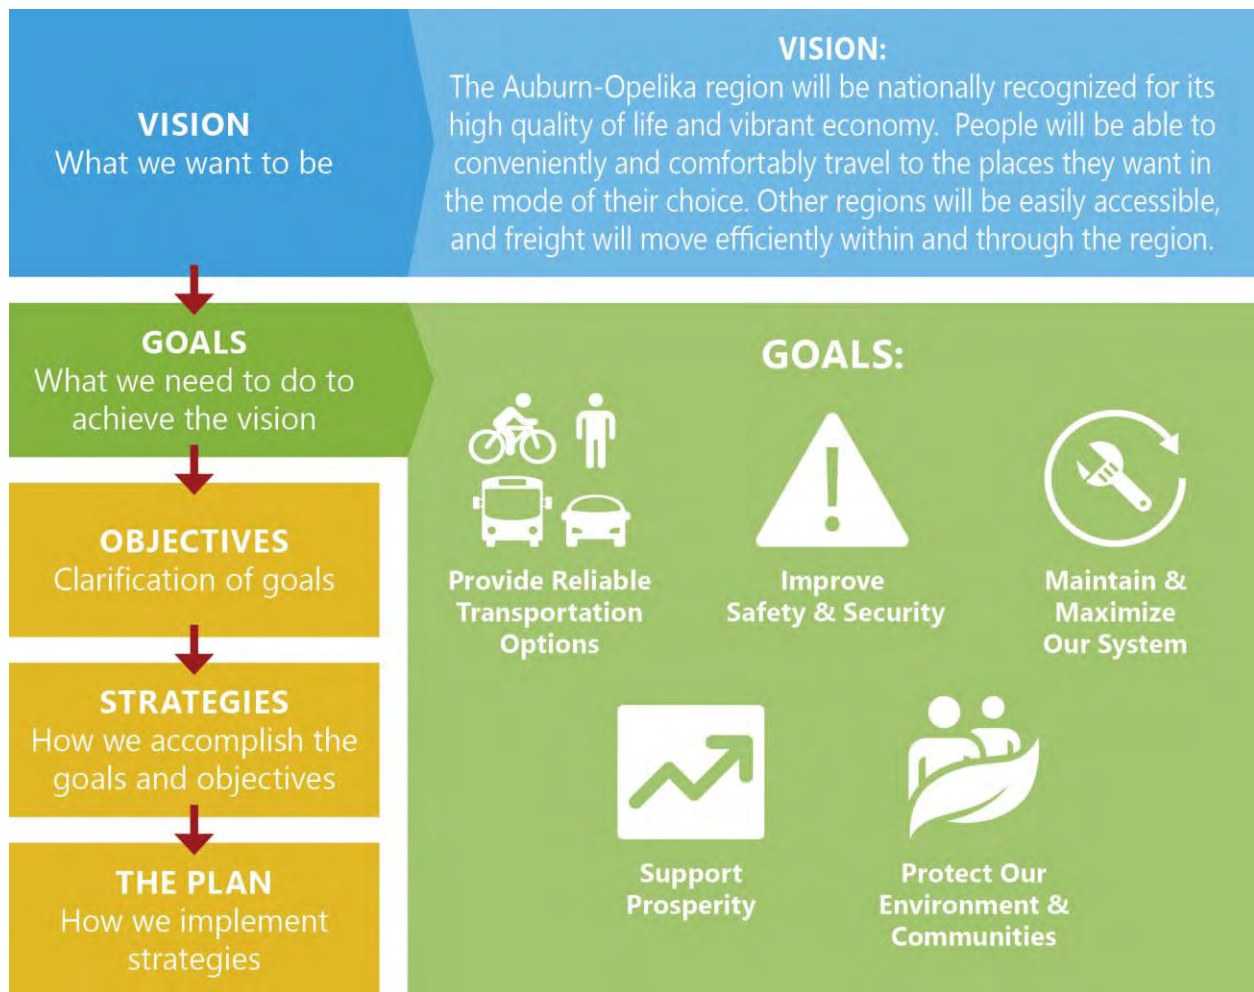 VISION
What we want to be
VISION:
The Auburn-Opelika region will be nationally recognized for its
high quality of life and vibrant economy.  People will be able to
conveniently and comfortably travel to the places they want in
the mode of their choice. Other regions will be easily accessible,
and freight will move efficiently within and through the region.
GOALS
What we need to do to
achieve the vision
GOALS:
Provide Reliable
Transportation
Options
Improve
Safety & Security
Maintain &
Maximize
Our System
Support
Prosperity
Protect Our
Environment &
Communities
OBJECTIVES
Clarification of goals
STRATEGIES
How we accomplish the
goals and objectives
THE PLAN
How we implement
strategies